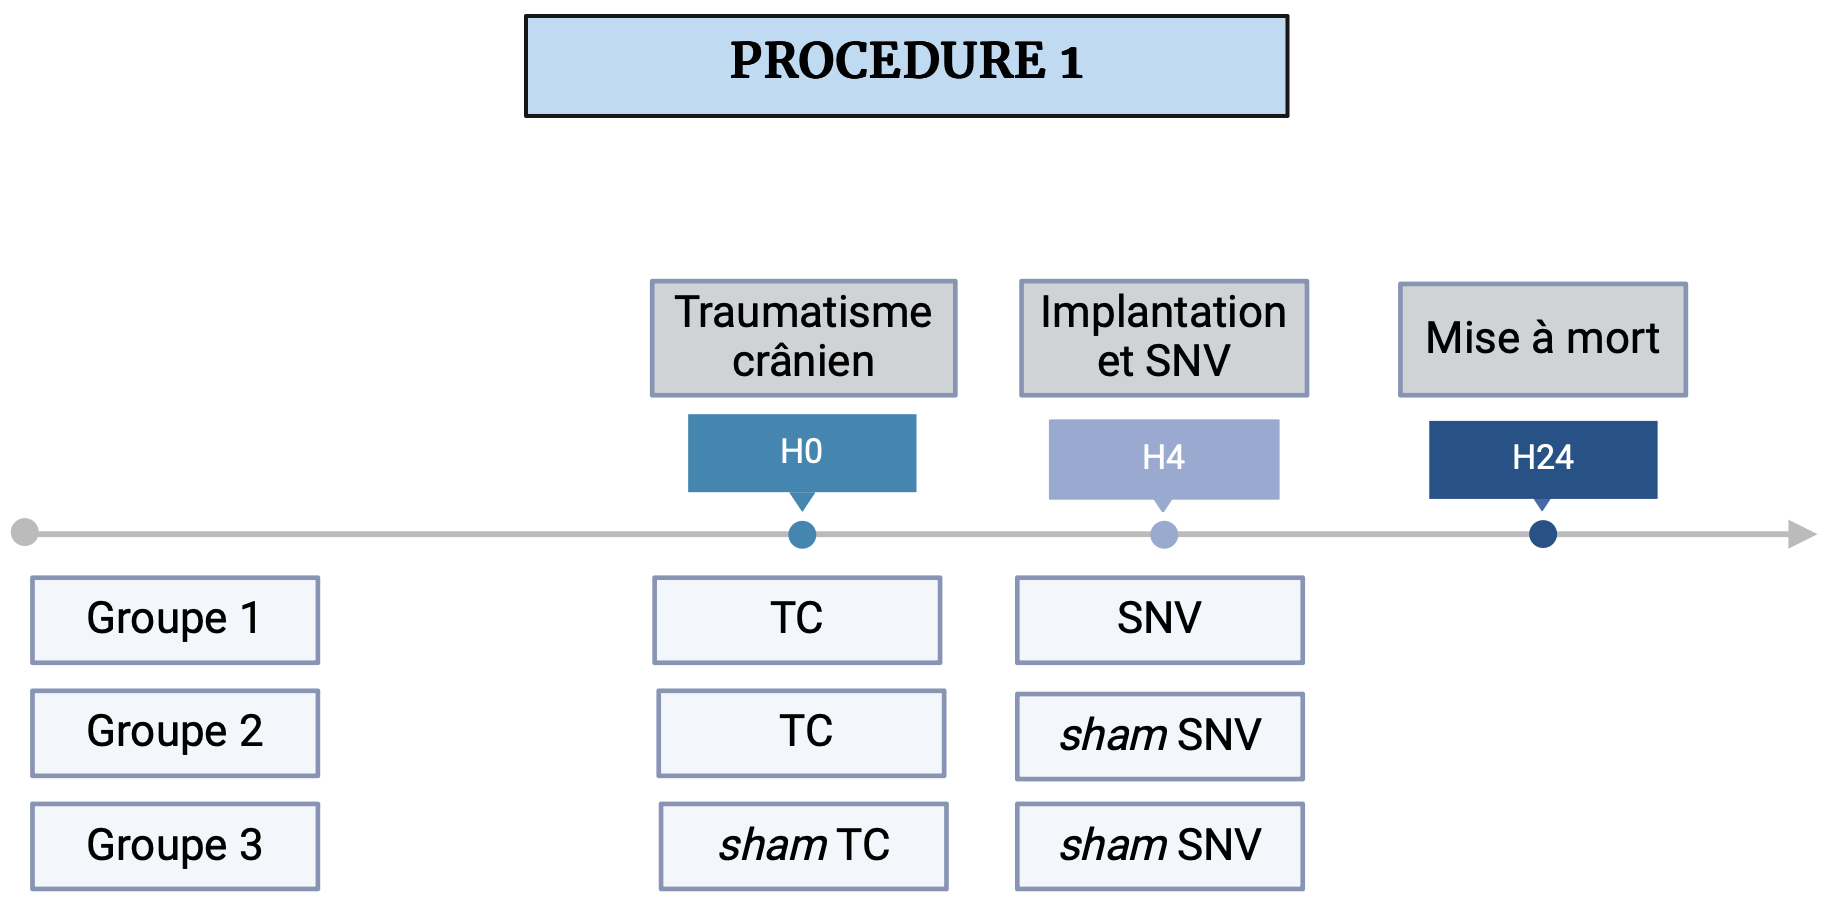 PROCEDURE 1
Traumatisme
crânien
Implantation
et SNV
Mise à mort
H0
H4
H24
Groupe 1
TC
SNV
Groupe 2
TC
sham SNV
Groupe 3
sham TC
sham SNV